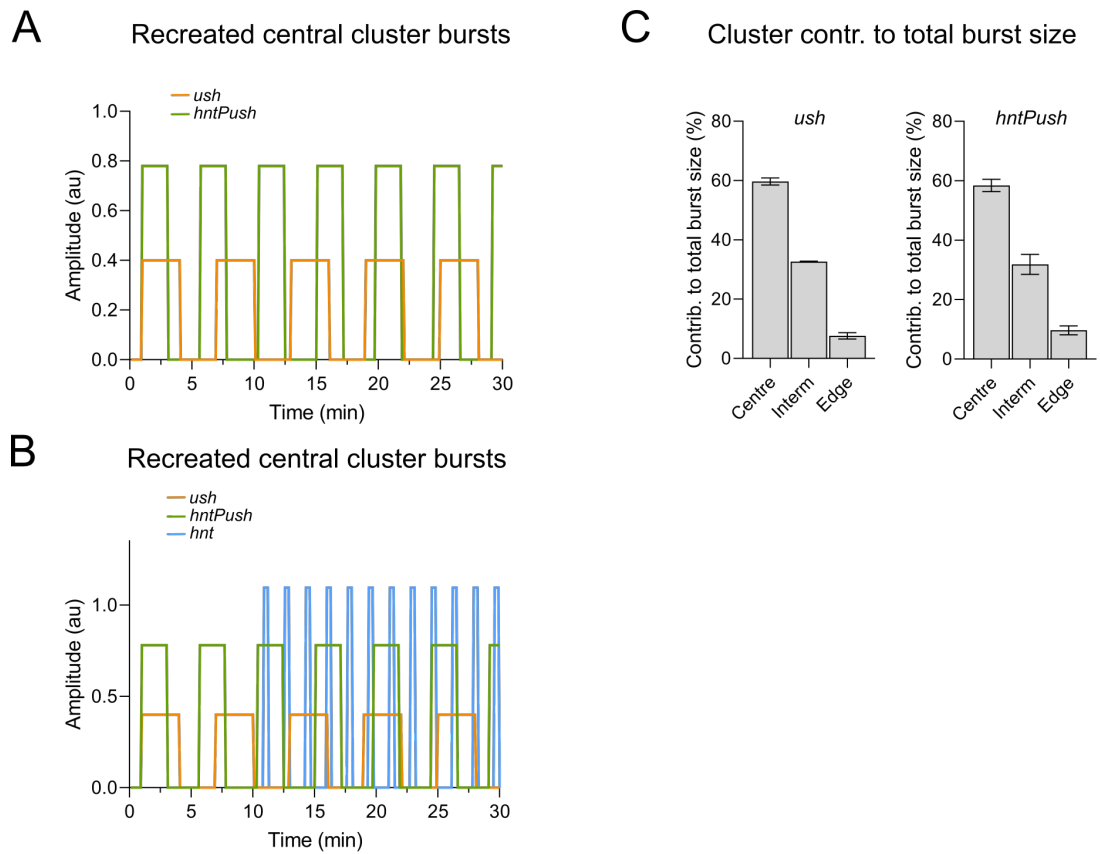 A
Recreated central cluster bursts
ush
hntPush
1.0
0.8
0.6
0.4
0.2
0.0
Amplitude (au)
0 5 10 15 20 25 30
Time (min)
B
Recreated central cluster bursts
ush
hntPush
hnt
1.0
0.5
0.0
Amplitude (au)
0 5 10 15 20 25 30
Time (min)
C
Cluster contr. to total burst size
ush
80
60
40
20
0
Contrib. to total burst size (%)
Centre Interm Edge
hntPush
80
60
40
20
0
Contrib. to total burst size (%)
Centre Interm Edge